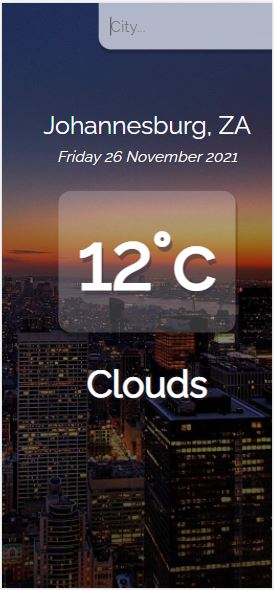 City...
Johannesburg, ZA
Friday 26 November 2021
12°c
Clouds